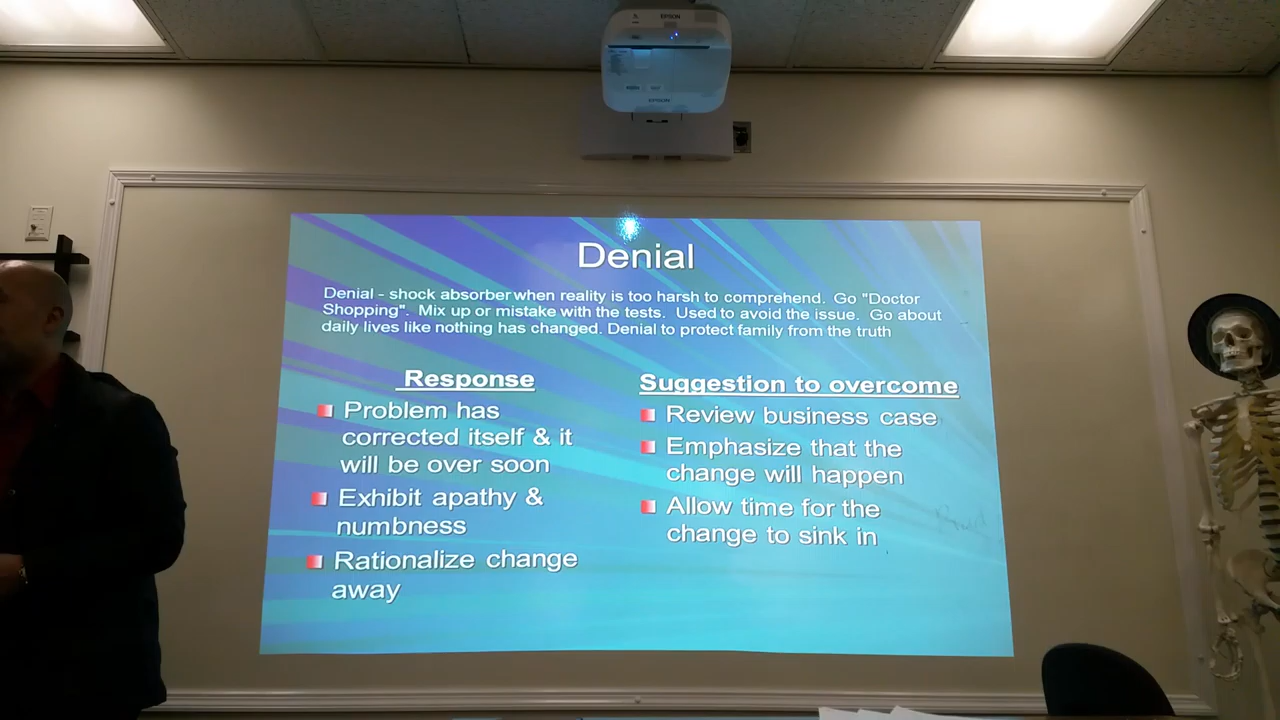 EPSON
EPSON
Denial
Denial - shock absorber when reality is too harsh to comprehend. Go "Doctor
Shopping". Mix up or mistake with the tests. Used to avoid the issue. Go about
daily lives like nothing has changed. Denial to protect family from the truth
Response
Problem has
corrected itself & it
will be over soon
Exhibit apathy &
numbness
Rationalize change
away
Suggestion to overcome
Review business case
Emphasize that the
change will happen
Allow time for the
change to sink in